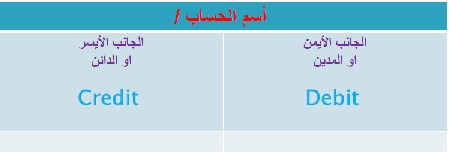 أسم الحساب /
الجانب الأيمن
او المدين
Debit
الجانب الأيسر
او الدائن
Credit